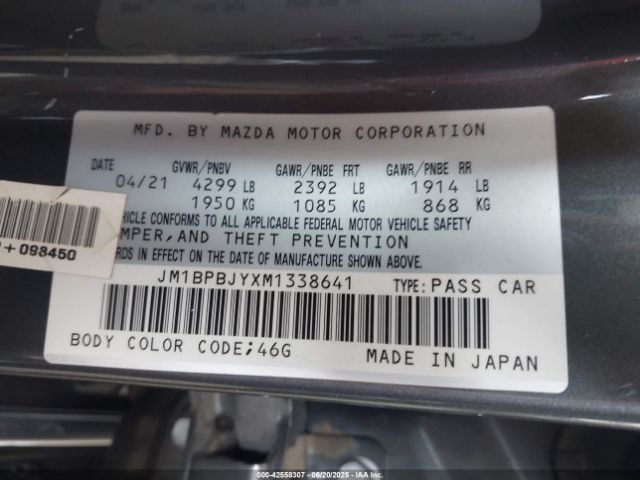 MFD. BY MAZDA MOTOR CORPORATION
DATE GVWR/PNBV GAWR/PNBE FRT GAWR/PNBE RR
04/21 4299 LB 2392 LB 1914 LB
1950 KG 1085 KG 868 KG
HICLE CONFORMS TO ALL APPLICABLE FEDERAL MOTOR VEHICLE SAFETY
MPER,AND THEFT PREVENTION
RDS IN EFFECT ON THE DATE OF MANUFACTURE SHOWN ABOVE.
+098450
JM1BPBJYXM1338641 TYPE: PASS CAR
BODY COLOR CODE;46G MADE IN JAPAN
000-42558307 - 06/20/2025 - IAAI.COM